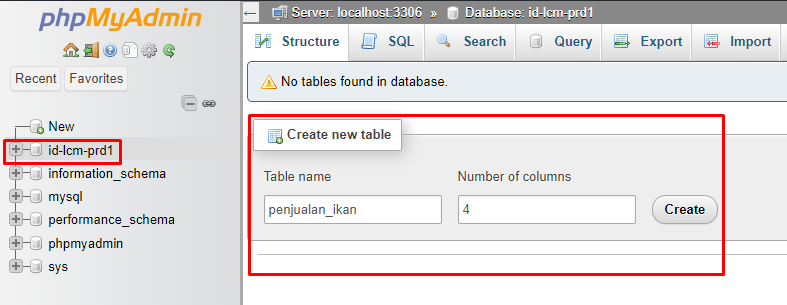 phpMyAdmin
Recent Favorites
New
id-lcm-prd1
information_schema
mysql
performance_schema
phpmyadmin
sys
Server: localhost:3306 » Database: id-lcm-prd1
Structure SQL Search Query Export Import
No tables found in database.
Create new table
Table name Number of columns
penjualan_ikan 4 Create